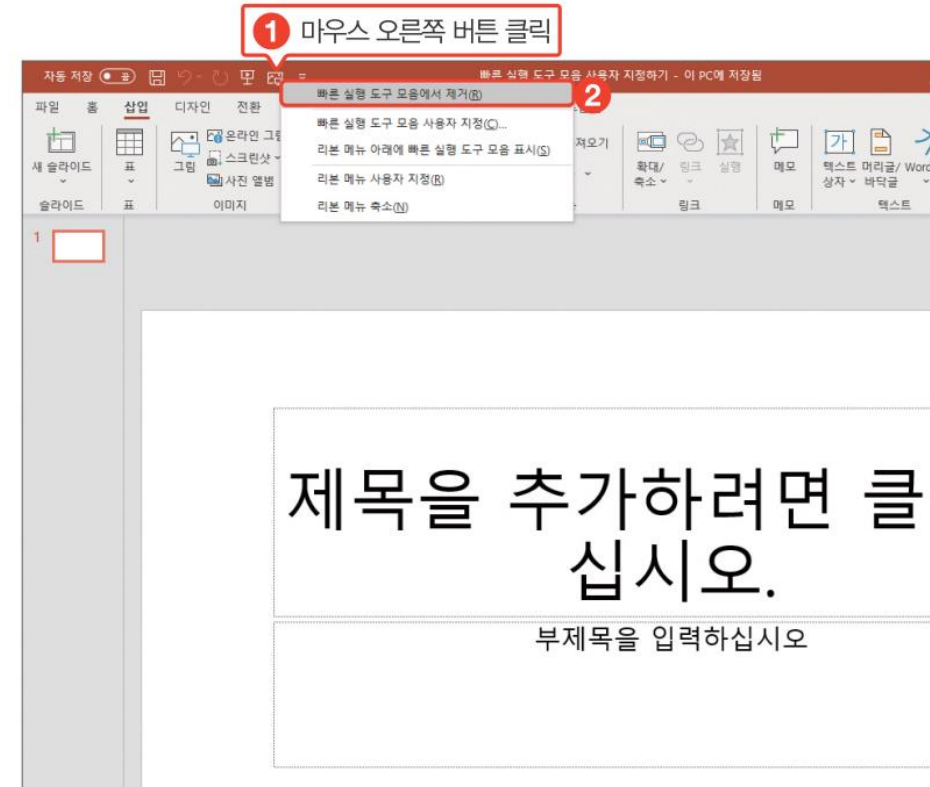 1 마우스 오른쪽 버튼 클릭
자동 저장
빠른 실행 도구 모음 사용자 지정하기 - 이 PC에 저장됨
빠른 실행 도구 모음에서 제거(R)
2
파일 홈 삽입 디자인 전환
빠른 실행 도구 모음 사용자 지정(C)...
리본 메뉴 아래에 빠른 실행 도구 모음 표시(S)
리본 메뉴 사용자 지정(R)
리본 메뉴 축소(N)
새 슬라이드
표
그림
온라인 그림
스크린샷
사진 앨범
져오기
확대/
축소
링크
실행
메모
텍스트
상자
머리글/
바닥글
Word
슬라이드 표 이미지 링크 메모 텍스트
1
제목을 추가하려면 클
십시오.
부제목을 입력하십시오